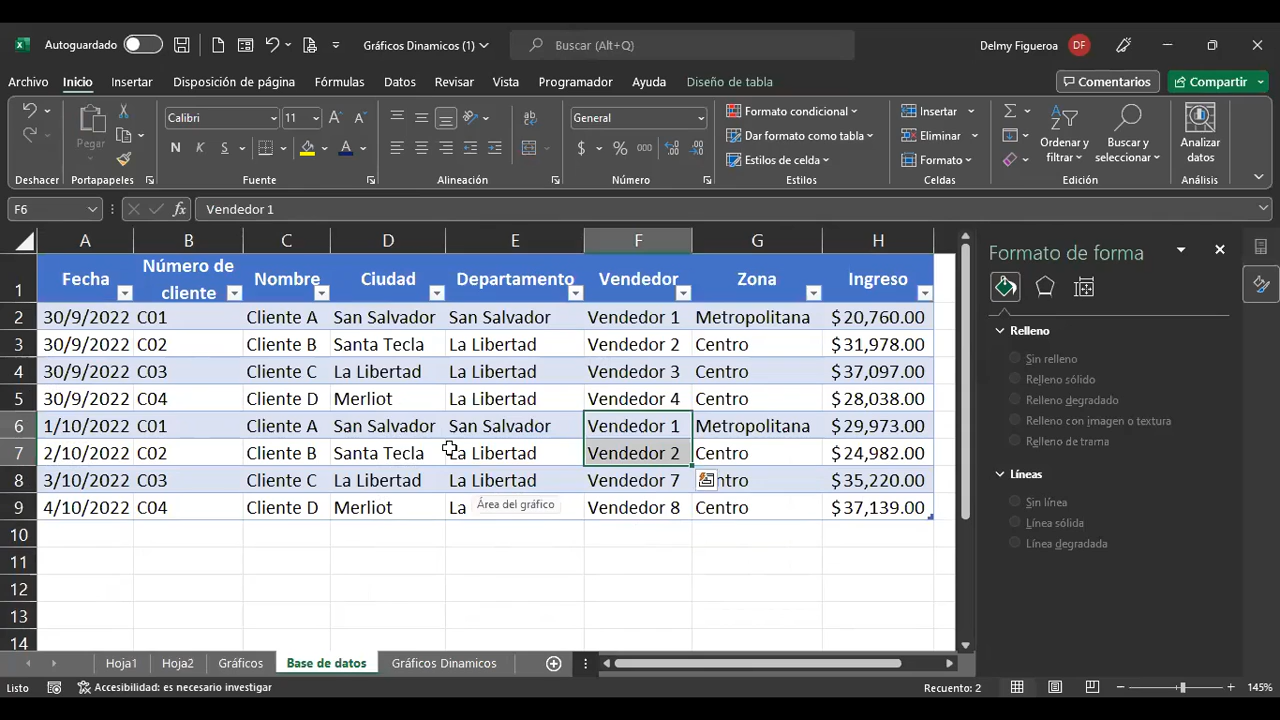 Autoguardado
Gráficos Dinamicos (1)
Buscar (Alt+Q)
Delmy Figueroa
DF
Archivo Inicio Insertar Disposición de página Fórmulas Datos Revisar Vista Programador Ayuda Diseño de tabla
Comentarios
Compartir
Pegar
Calibri 11
N K S
ab
General
$ % 000
Formato condicional
Dar formato como tabla
Estilos de celda
Insertar
Eliminar
Formato
Ordenar y filtrar
Buscar y seleccionar
Analizar datos
Deshacer Portapapeles Fuente Alineación Número Estilos Celdas Edición Análisis
F6 fx Vendedor 1
A B C D E F G H
1 Fecha Número de cliente Nombre Ciudad Departamento Vendedor Zona Ingreso
2 30/9/2022 C01 Cliente A San Salvador San Salvador Vendedor 1 Metropolitana $20,760.00
3 30/9/2022 C02 Cliente B Santa Tecla La Libertad Vendedor 2 Centro $31,978.00
4 30/9/2022 C03 Cliente C La Libertad La Libertad Vendedor 3 Centro $37,097.00
5 30/9/2022 C04 Cliente D Merliot La Libertad Vendedor 4 Centro $28,038.00
6 1/10/2022 C01 Cliente A San Salvador San Salvador Vendedor 1 Metropolitana $29,973.00
7 2/10/2022 C02 Cliente B Santa Tecla La Libertad Vendedor 2 Centro $24,982.00
8 3/10/2022 C03 Cliente C La Libertad La Libertad Vendedor 7 ntro $35,220.00
9 4/10/2022 C04 Cliente D Merliot La Vendedor 8 Centro $37,139.00
Área del gráfico
10
11
12
13
14
Formato de forma
Relleno
Sin relleno
Relleno sólido
Relleno degradado
Relleno con imagen o textura
Relleno de trama
Líneas
Sin línea
Línea sólida
Línea degradada
Hoja1 Hoja2 Gráficos Base de datos Gráficos Dinamicos
Listo
Accesibilidad: es necesario investigar
Recuento: 2
145%